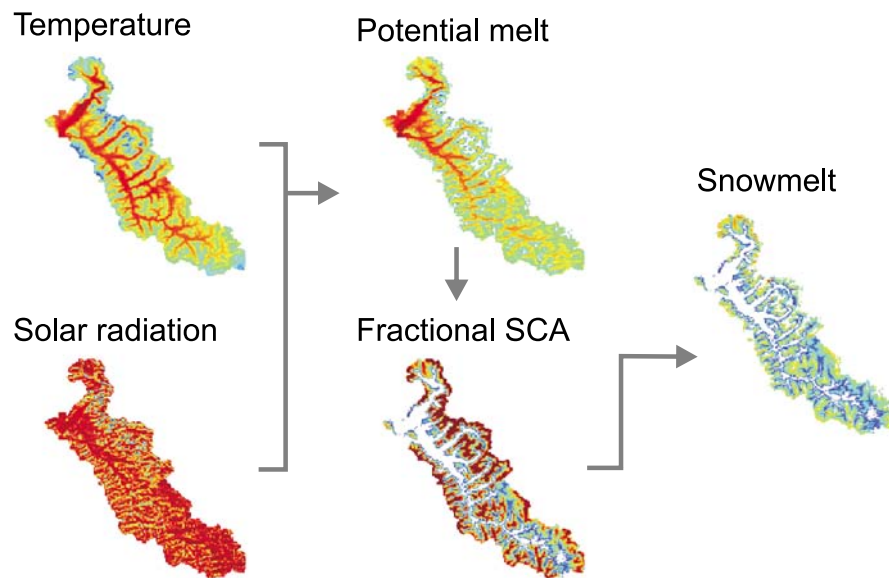 Temperature
Potential melt
Snowmelt
Solar radiation
Fractional SCA